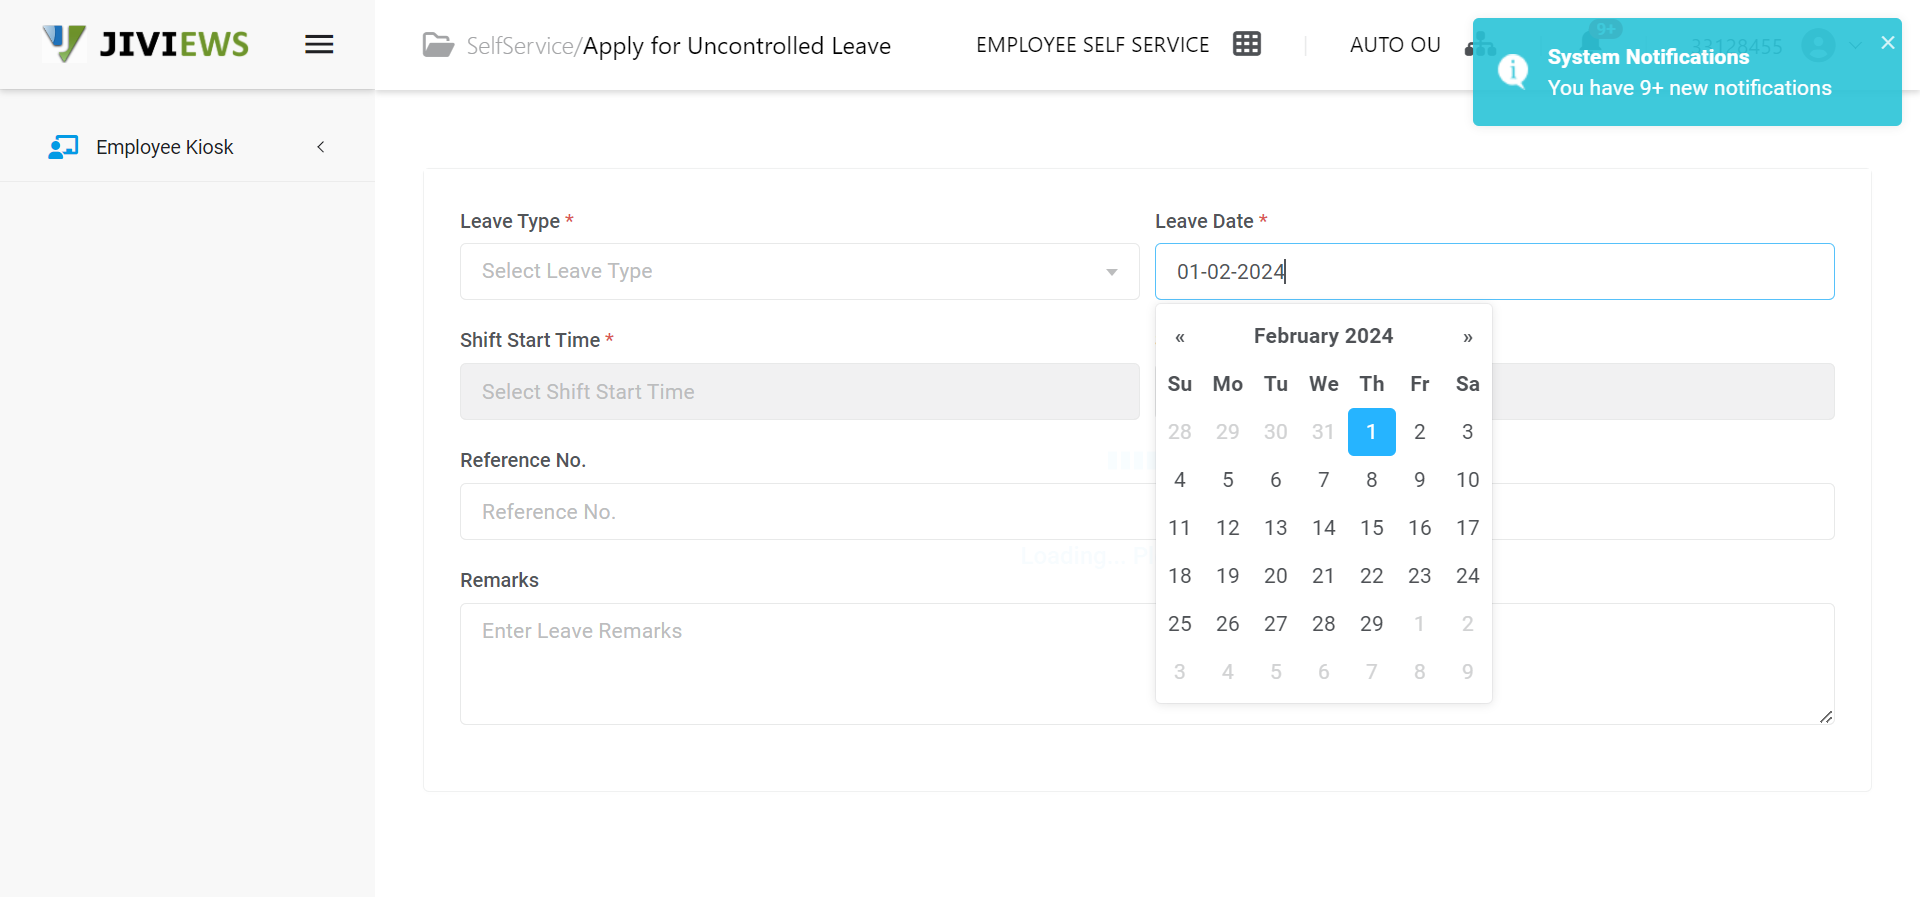 JIVIEWS
SelfService/Apply for Uncontrolled Leave
EMPLOYEE SELF SERVICE
AUTO OU
9+
33128455
System Notifications
You have 9+ new notifications
Employee Kiosk
Leave Type *
Select Leave Type
Leave Date *
01-02-2024
« February 2024 »
Su Mo Tu We Th Fr Sa
28 29 30 31 1 2 3
4 5 6 7 8 9 10
11 12 13 14 15 16 17
18 19 20 21 22 23 24
25 26 27 28 29 1 2
3 4 5 6 7 8 9
Shift Start Time *
Select Shift Start Time
Reference No.
Reference No.
Loading...
Remarks
Enter Leave Remarks